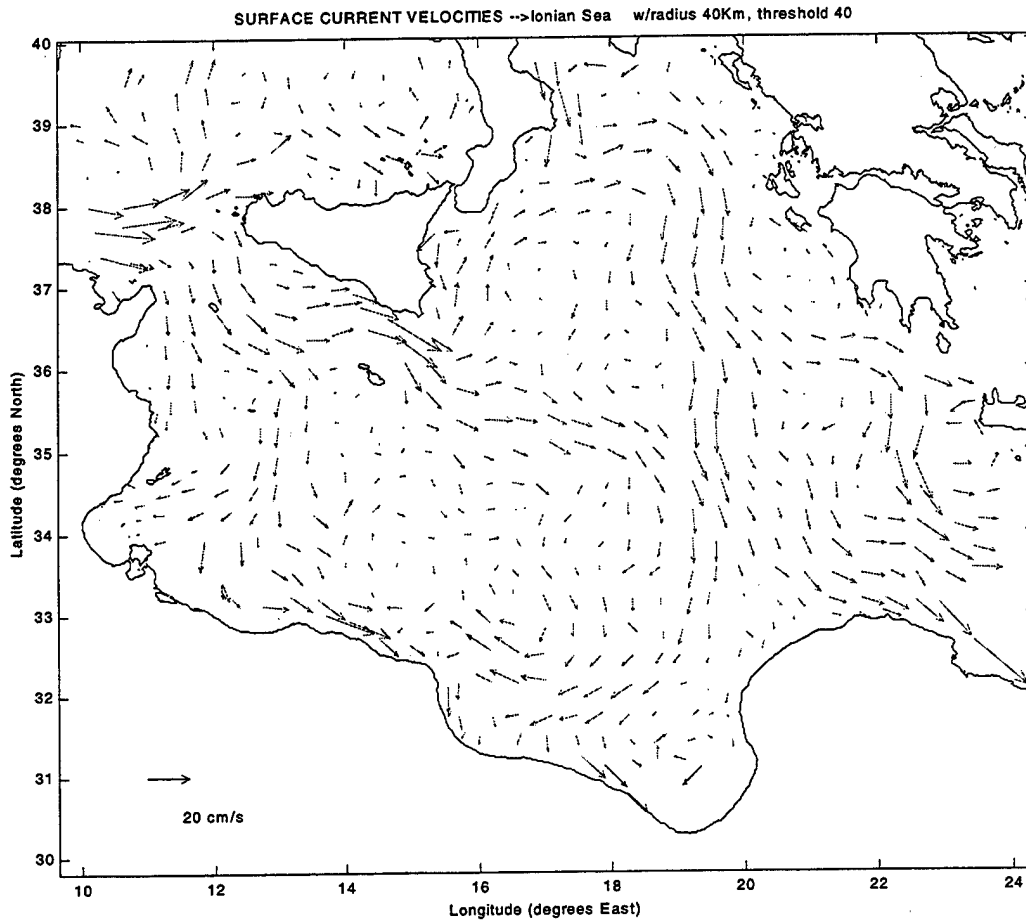 SURFACE CURRENT VELOCITIES -->Ionian Sea w/radius 40Km, threshold 40
40
39
38
37
36
35
34
33
32
31
30
Latitude (degrees North)
20 cm/s
10 12 14 16 18 20 22 24
Longitude (degrees East)